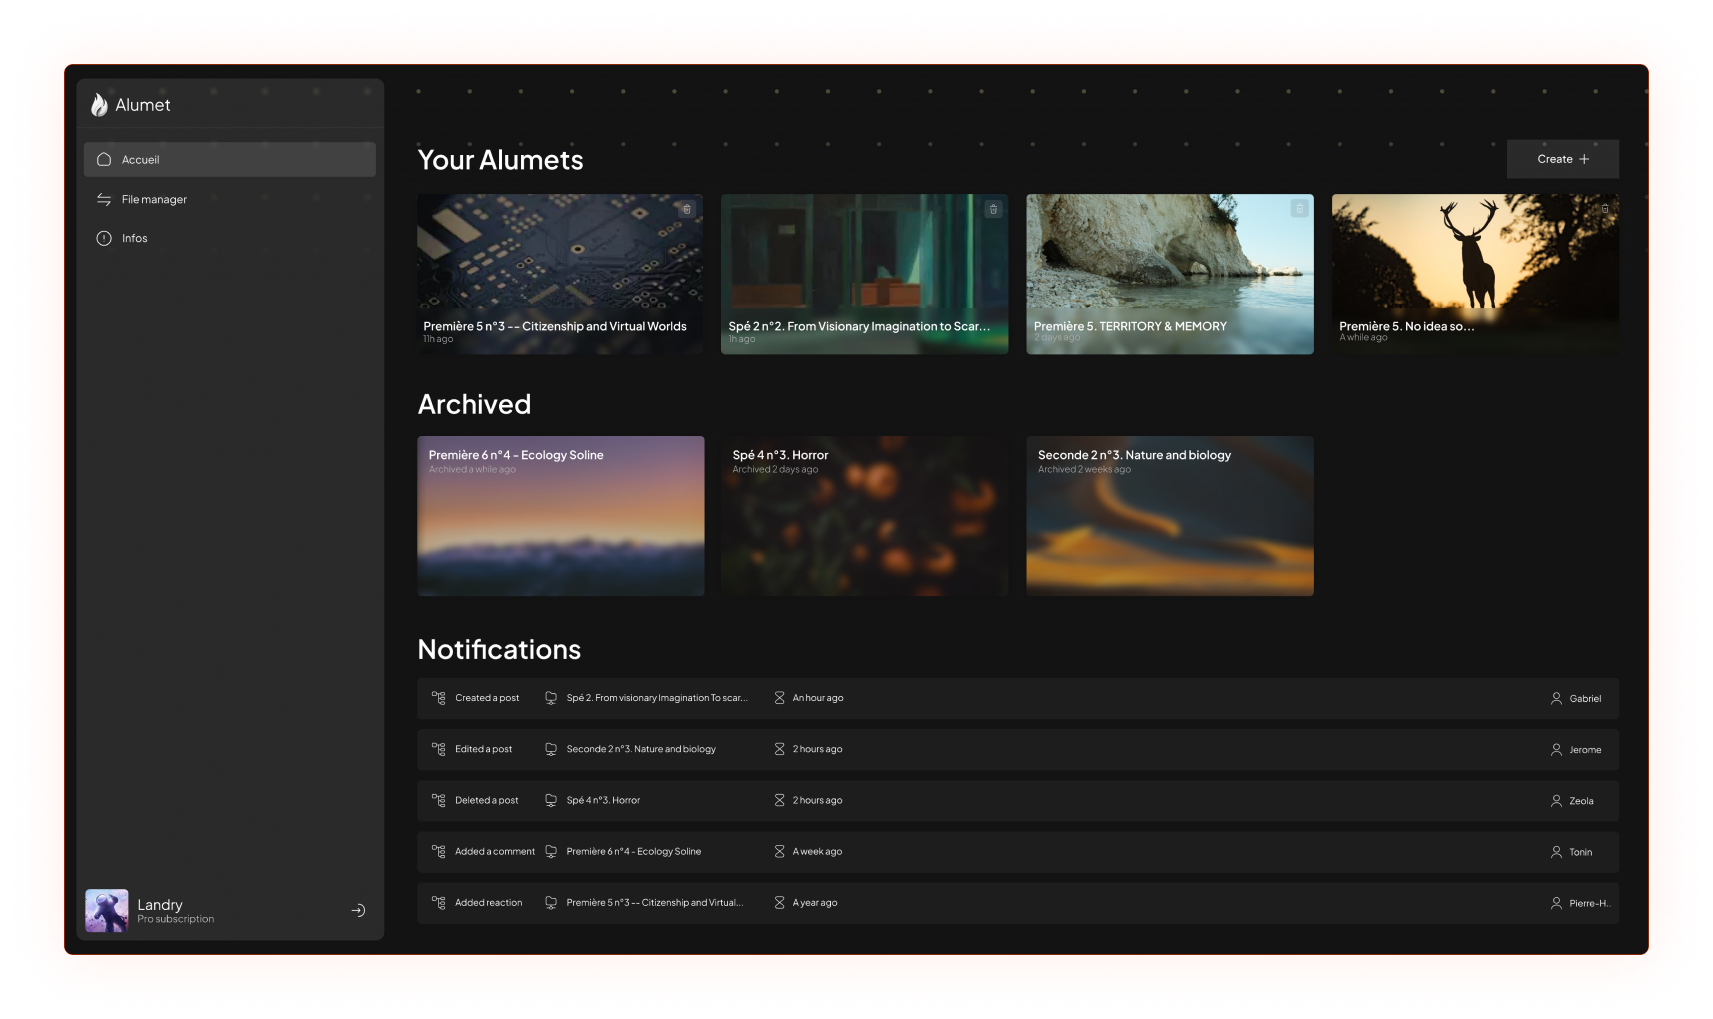 Alumet
Accueil
File manager
Infos
Your Alumets
Create
Première 5 n°3 -- Citizenship and Virtual Worlds
11h ago
Spé 2 n°2. From Visionary Imagination to Scar...
1h ago
Première 5. TERRITORY & MEMORY
2 days ago
Première 5. No idea so...
A while ago
Archived
Première 6 n°4 - Ecology Soline
Archived a while ago
Spé 4 n°3. Horror
Archived 2 days ago
Seconde 2 n°3. Nature and biology
Archived 2 weeks ago
Notifications
Created a post Spé 2. From visionary Imagination To scar... An hour ago Gabriel
Edited a post Seconde 2 n°3. Nature and biology 2 hours ago Jerome
Deleted a post Spé 4 n°3. Horror 2 hours ago Zeola
Added a comment Première 6 n°4 - Ecology Soline A week ago Tonin
Added reaction Première 5 n°3 -- Citizenship and Virtual... A year ago Pierre-H..
Landry
Pro subscription